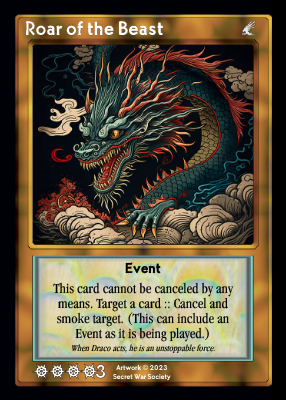 Roar of the Beast
Event
This card cannot be canceled by any
means. Target a card :: Cancel and
smoke target. (This can include an
Event as it is being played.)
When Draco acts, he is an unstoppable force.
3
Artwork © 2023
Secret War Society